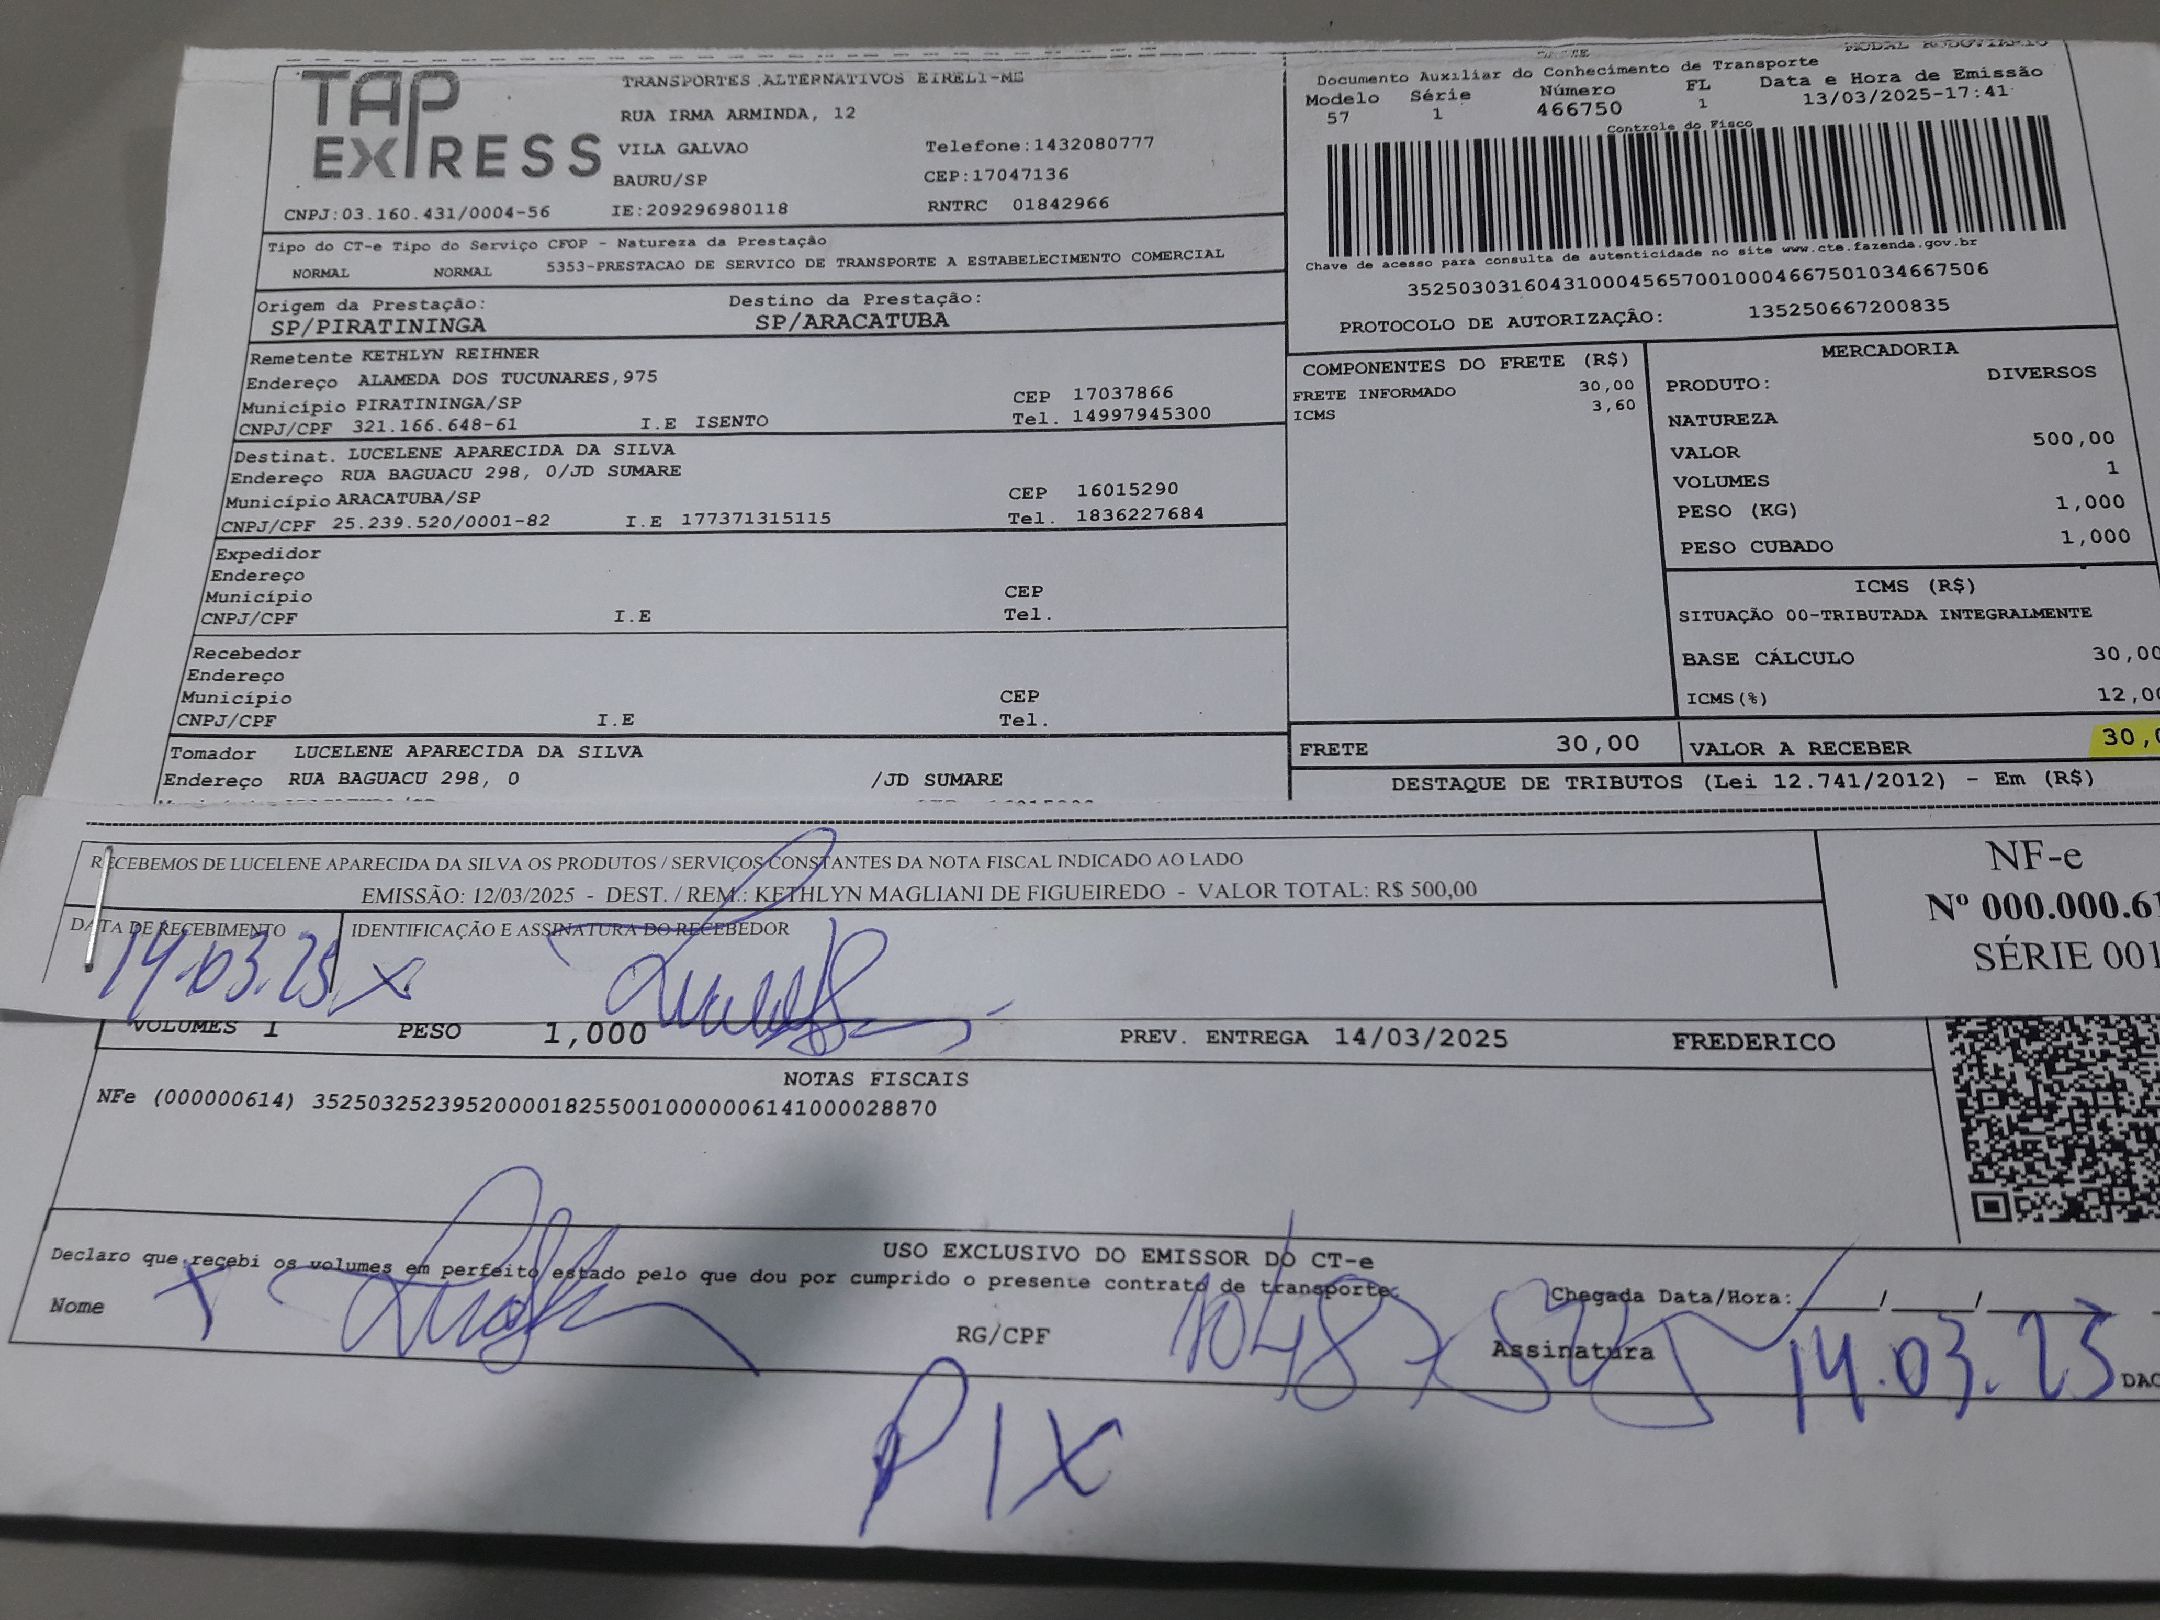 TAP EXPRESS
TRANSPORTES ALTERNATIVOS EIRELI-ME
RUA IRMA ARMINDA, 12
VILA GALVAO Telefone:1432080777
BAURU/SP CEP:17047136
CNPJ:03.160.431/0004-56 IE:209296980118 RNTRC 01842966
MODAL RODOVIARIO
Documento Auxiliar do Conhecimento de Transporte
Modelo Série Número FL Data e Hora de Emissão
57 1 466750 1 13/03/2025-17:41
Controle do Fisco
Chave de acesso para consulta de autenticidade no site www.cte.fazenda.gov.br
35250303160431000456570010004667501034667506
PROTOCOLO DE AUTORIZAÇÃO: 135250667200835
Tipo do CT-e Tipo do Serviço CFOP - Natureza da Prestação
NORMAL NORMAL 5353-PRESTACAO DE SERVICO DE TRANSPORTE A ESTABELECIMENTO COMERCIAL
Origem da Prestação: Destino da Prestação:
SP/PIRATININGA SP/ARACATUBA
Remetente KETHLYN REIHNER
Endereço ALAMEDA DOS TUCUNARES,975
Município PIRATININGA/SP CEP 17037866
CNPJ/CPF 321.166.648-61 I.E ISENTO Tel. 14997945300
Destinat. LUCELENE APARECIDA DA SILVA
Endereço RUA BAGUACU 298, 0/JD SUMARE
Município ARACATUBA/SP CEP 16015290
CNPJ/CPF 25.239.520/0001-82 I.E 177371315115 Tel. 1836227684
Expedidor
Endereço
Município CEP
CNPJ/CPF I.E Tel.
Recebedor
Endereço
Município CEP
CNPJ/CPF I.E Tel.
Tomador LUCELENE APARECIDA DA SILVA
Endereço RUA BAGUACU 298, 0 /JD SUMARE
COMPONENTES DO FRETE (R$)
FRETE INFORMADO 30,00
ICMS 3,60
MERCADORIA
PRODUTO: DIVERSOS
NATUREZA
VALOR 500,00
VOLUMES 1
PESO (KG) 1,000
PESO CUBADO 1,000
ICMS (R$)
SITUAÇÃO 00-TRIBUTADA INTEGRALMENTE
BASE CÁLCULO 30,00
ICMS(%) 12,00
FRETE 30,00 VALOR A RECEBER 30,0
DESTAQUE DE TRIBUTOS (Lei 12.741/2012) - Em (R$)
RECEBEMOS DE LUCELENE APARECIDA DA SILVA OS PRODUTOS / SERVIÇOS CONSTANTES DA NOTA FISCAL INDICADO AO LADO
EMISSÃO: 12/03/2025 - DEST. / REM.: KETHLYN MAGLIANI DE FIGUEIREDO - VALOR TOTAL: R$ 500,00
DATA DE RECEBIMENTO IDENTIFICAÇÃO E ASSINATURA DO RECEBEDOR
14.03.25 x
NF-e
Nº 000.000.61
SÉRIE 001
VOLUMES 1 PESO 1,000 PREV. ENTREGA 14/03/2025 FREDERICO
NOTAS FISCAIS
NFe (000000614) 35250325239520000182550010000006141000028870
USO EXCLUSIVO DO EMISSOR DO CT-e
Declaro que recebi os volumes em perfeito estado pelo que dou por cumprido o presente contrato de transporte.
Chegada Data/Hora: / /
Nome x RG/CPF 1048 Assinatura 14.03.25
DAC
PIX